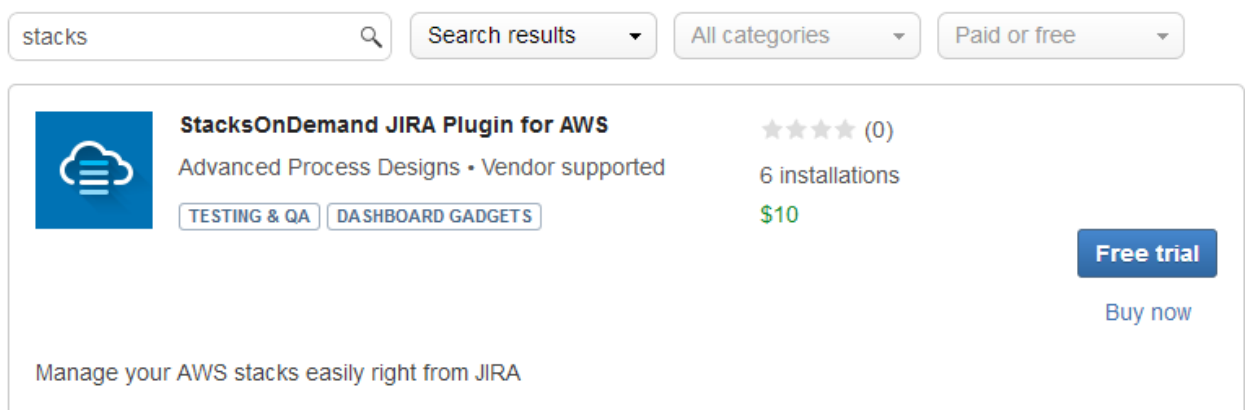 stacks
Search results
All categories
Paid or free
StacksOnDemand JIRA Plugin for AWS
Advanced Process Designs • Vendor supported
TESTING & QA
DASHBOARD GADGETS
(0)
6 installations
$10
Free trial
Buy now
Manage your AWS stacks easily right from JIRA